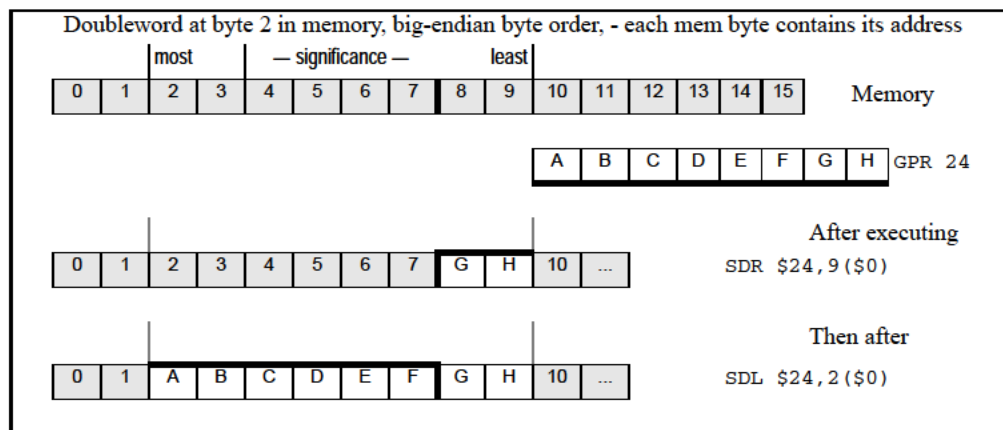 Doubleword at byte 2 in memory, big-endian byte order, - each mem byte contains its address
most — significance — least
0 1 2 3 4 5 6 7 8 9 10 11 12 13 14 15 Memory
A B C D E F G H GPR 24
After executing
0 1 2 3 4 5 6 7 G H 10 ... SDR $24,9($0)
Then after
0 1 A B C D E F G H 10 ... SDL $24,2($0)